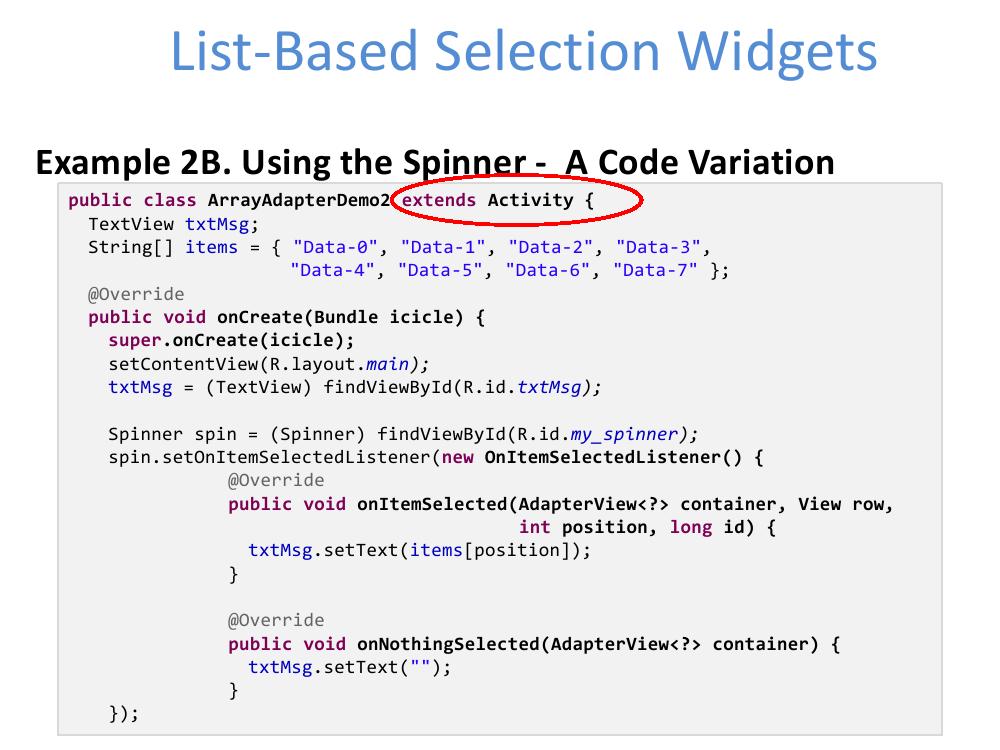 List-Based Selection Widgets
Example 2B. Using the Spinner - A Code Variation
public class ArrayAdapterDemo2 extends Activity {
TextView txtMsg;
String[] items = { "Data-0", "Data-1", "Data-2", "Data-3",
"Data-4", "Data-5", "Data-6", "Data-7" };
@Override
public void onCreate(Bundle icicle) {
super.onCreate(icicle);
setContentView(R.layout.main);
txtMsg = (TextView) findViewById(R.id.txtMsg);
Spinner spin = (Spinner) findViewById(R.id.my_spinner);
spin.setOnItemSelectedListener(new OnItemSelectedListener() {
@Override
public void onItemSelected(AdapterView<?> container, View row,
int position, long id) {
txtMsg.setText(items[position]);
}
@Override
public void onNothingSelected(AdapterView<?> container) {
txtMsg.setText("");
}
});